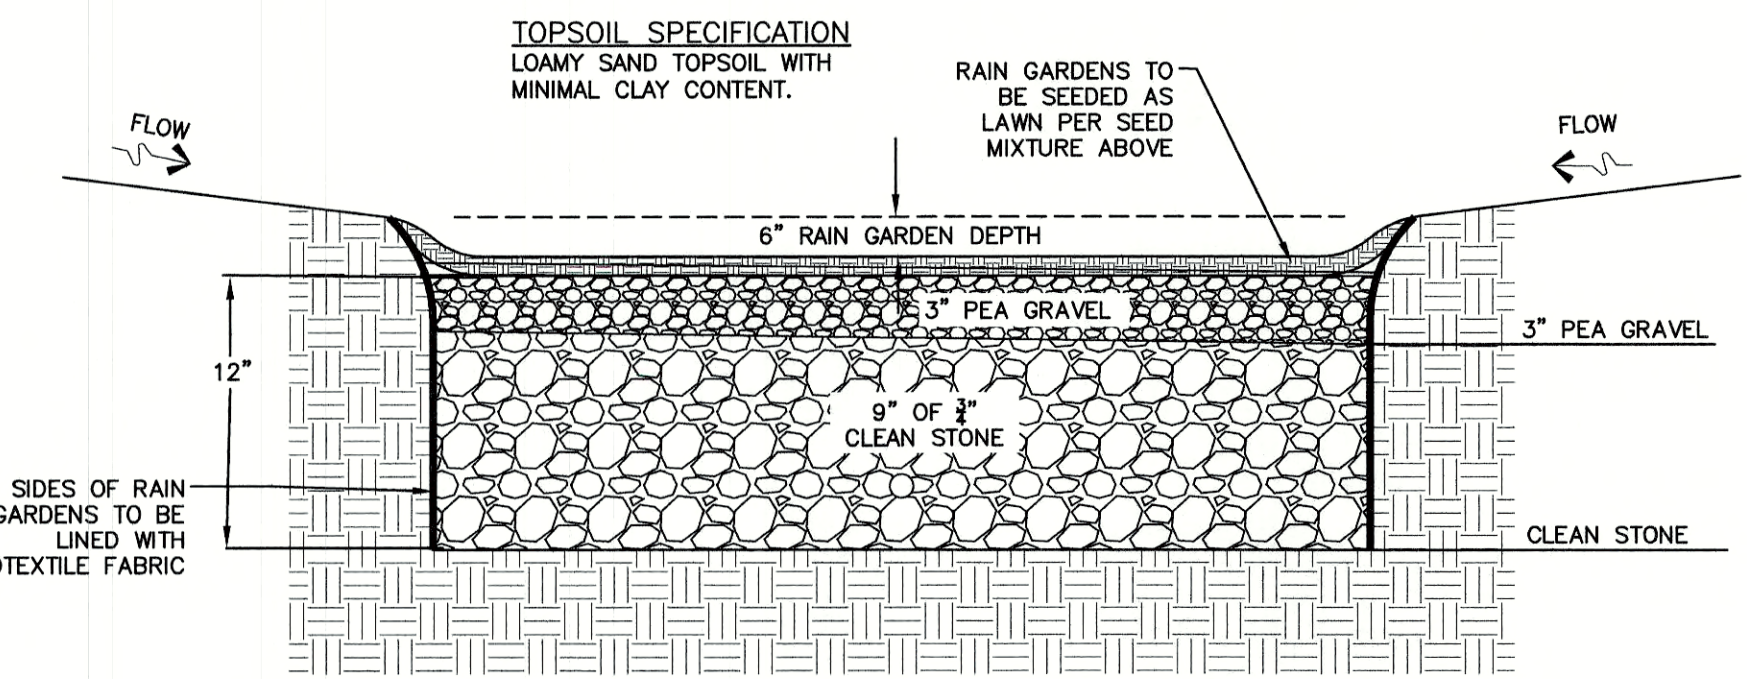 TOPSOIL SPECIFICATION
LOAMY SAND TOPSOIL WITH
MINIMAL CLAY CONTENT.
RAIN GARDENS TO
BE SEEDED AS
LAWN PER SEED
MIXTURE ABOVE
FLOW
FLOW
6" RAIN GARDEN DEPTH
3" PEA GRAVEL
3" PEA GRAVEL
12"
9" OF 3/4"
CLEAN STONE
SIDES OF RAIN
GARDENS TO BE
LINED WITH
OTEXTILE FABRIC
CLEAN STONE